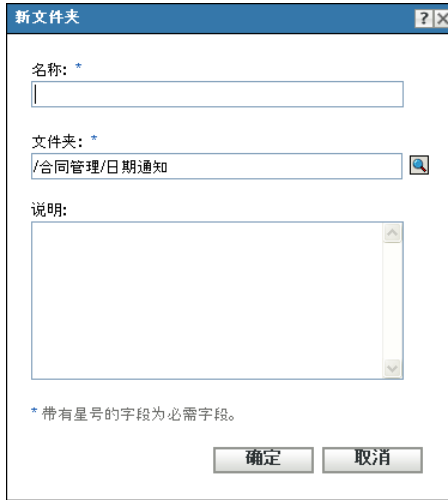 新文件夹
?
名称: *
文件夹: *
/合同管理/日期通知
说明:
* 带有星号的字段为必需字段。
确定 取消